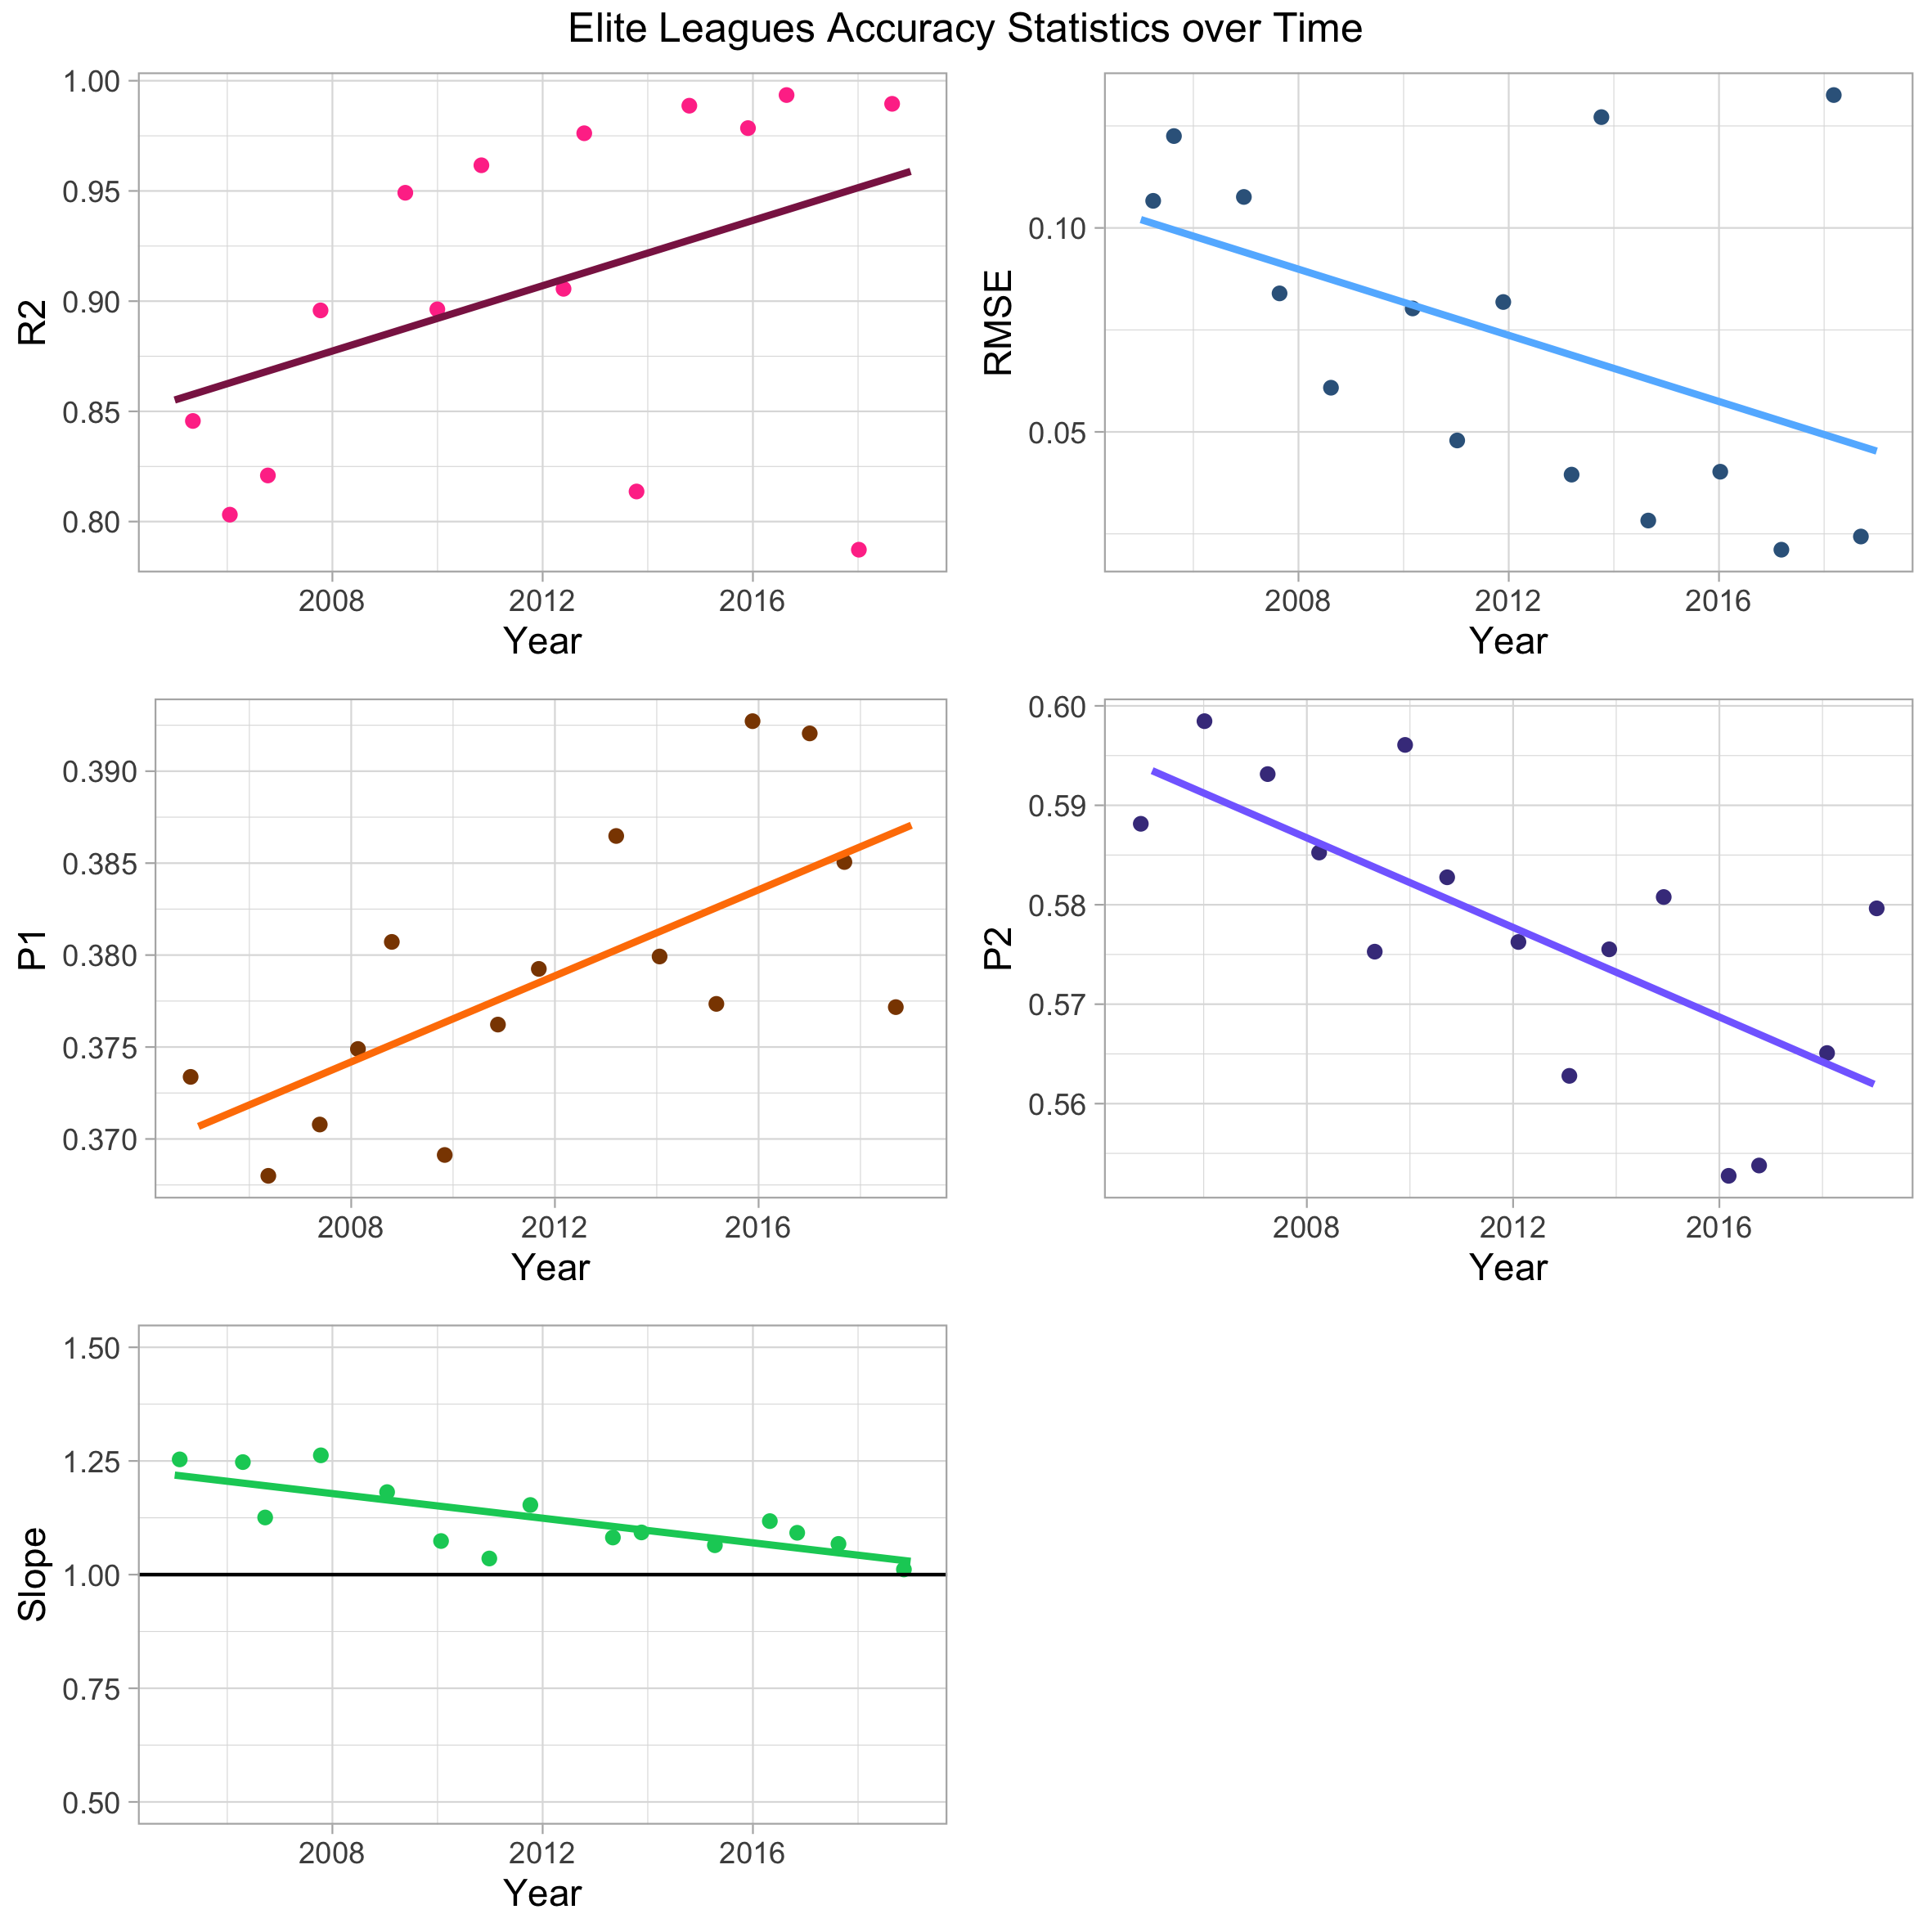 Elite Leagues Accuracy Statistics over Time
1.00
0.95
0.90
0.85
0.80
R2
2008 2012 2016
Year
0.10
0.05
RMSE
2008 2012 2016
Year
0.390
0.385
0.380
0.375
0.370
P1
2008 2012 2016
Year
0.60
0.59
0.58
0.57
0.56
P2
2008 2012 2016
Year
1.50
1.25
1.00
0.75
0.50
Slope
2008 2012 2016
Year